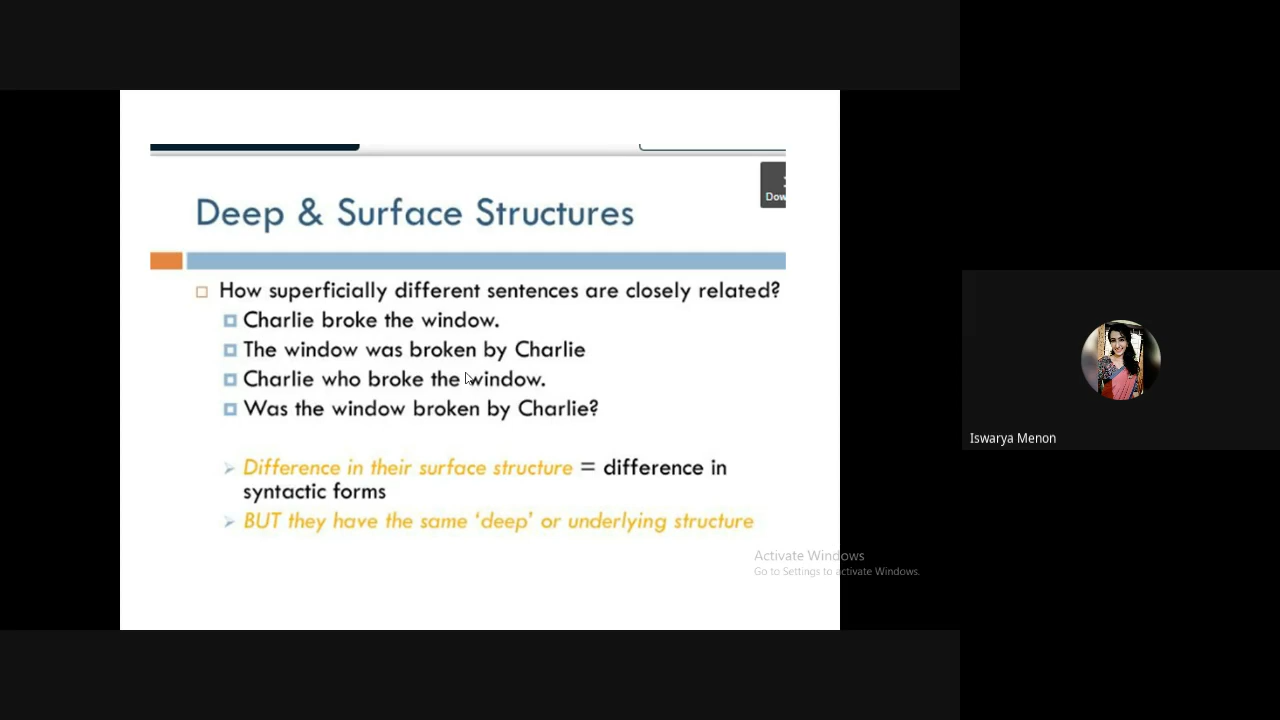 Dow
Deep & Surface Structures
How superficially different sentences are closely related?
Charlie broke the window.
The window was broken by Charlie
Charlie who broke the window.
Was the window broken by Charlie?
Difference in their surface structure = difference in
syntactic forms
BUT they have the same ‘deep’ or underlying structure
Activate Windows
Go to Settings to activate Windows.
Iswarya Menon